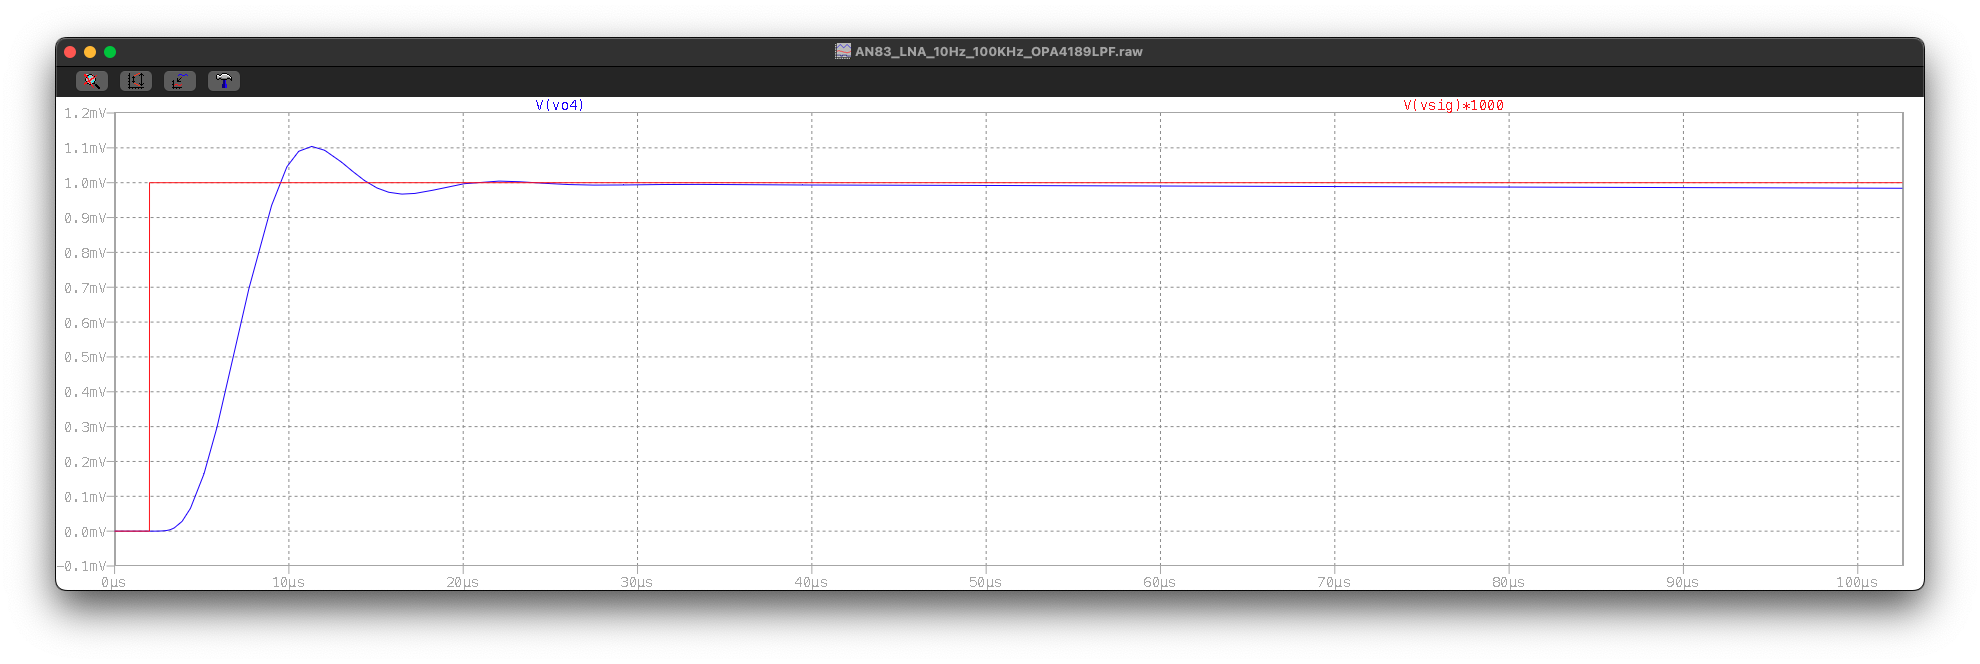 AN83_LNA_10Hz_100KHz_OPA4189LPF.raw
V(vo4) V(vsig)*1000
1.2mV
1.1mV
1.0mV
0.9mV
0.8mV
0.7mV
0.6mV
0.5mV
0.4mV
0.3mV
0.2mV
0.1mV
0.0mV
-0.1mV
0µs 10µs 20µs 30µs 40µs 50µs 60µs 70µs 80µs 90µs 100µs